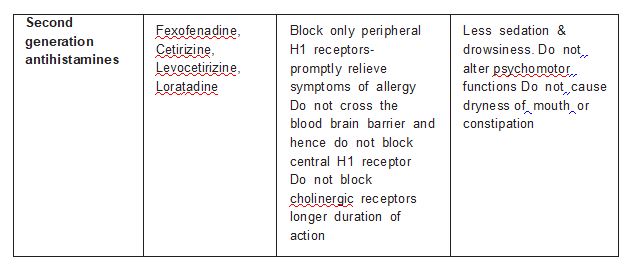 Second
generation
antihistamines
Fexofenadine,
Cetirizine,
Levocetirizine,
Loratadine
Block only peripheral
H1 receptors-
promptly relieve
symptoms of allergy
Do not cross the
blood brain barrier and
hence do not block
central H1 receptor
Do not block
cholinergic receptors
longer duration of
action
Less sedation &
drowsiness. Do not
alter psychomotor
functions Do not cause
dryness of mouth or
constipation